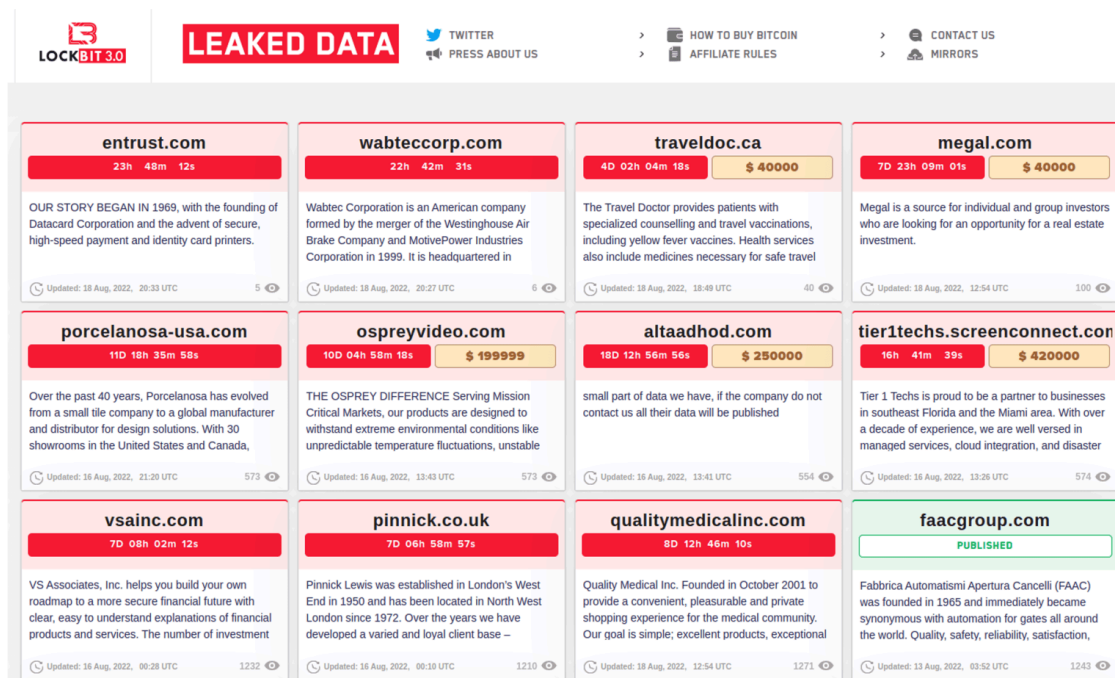 LOCKBIT 3.0
LEAKED DATA
TWITTER
PRESS ABOUT US
> HOW TO BUY BITCOIN
> AFFILIATE RULES
> CONTACT US
> MIRRORS
entrust.com
23h 48m 12s
OUR STORY BEGAN IN 1969, with the founding of
Datacard Corporation and the advent of secure,
high-speed payment and identity card printers.
Updated: 18 Aug, 2022, 20:33 UTC 5
wabteccorp.com
22h 42m 31s
Wabtec Corporation is an American company
formed by the merger of the Westinghouse Air
Brake Company and MotivePower Industries
Corporation in 1999. It is headquartered in
Updated: 18 Aug, 2022, 20:27 UTC 6
traveldoc.ca
4D 02h 04m 18s $ 40000
The Travel Doctor provides patients with
specialized counselling and travel vaccinations,
including yellow fever vaccines. Health services
also include medicines necessary for safe travel
Updated: 18 Aug, 2022, 18:49 UTC 40
megal.com
7D 23h 09m 01s $ 40000
Megal is a source for individual and group investors
who are looking for an opportunity for a real estate
investment.
Updated: 18 Aug, 2022, 12:54 UTC 100
porcelanosa-usa.com
11D 18h 35m 58s
Over the past 40 years, Porcelanosa has evolved
from a small tile company to a global manufacturer
and distributor for design solutions. With 30
showrooms in the United States and Canada,
Updated: 16 Aug, 2022, 21:20 UTC 573
ospreyvideo.com
10D 04h 58m 18s $ 199999
THE OSPREY DIFFERENCE Serving Mission
Critical Markets, our products are designed to
withstand extreme environmental conditions like
unpredictable temperature fluctuations, unstable
Updated: 16 Aug, 2022, 13:43 UTC 573
altaadhod.com
18D 12h 56m 56s $ 250000
small part of data we have, if the company do not
contact us all their data will be published
Updated: 16 Aug, 2022, 13:41 UTC 554
tier1techs.screenconnect.com
16h 41m 39s $ 420000
Tier 1 Techs is proud to be a partner to businesses
in southeast Florida and the Miami area. With over
a decade of experience, we are well versed in
managed services, cloud integration, and disaster
Updated: 16 Aug, 2022, 13:26 UTC 574
vsainc.com
7D 08h 02m 12s
VS Associates, Inc. helps you build your own
roadmap to a more secure financial future with
clear, easy to understand explanations of financial
products and services. The number of investment
Updated: 16 Aug, 2022, 00:28 UTC 1232
pinnick.co.uk
7D 06h 58m 57s
Pinnick Lewis was established in London's West
End in 1950 and has been located in North West
London since 1972. Over the years we have
developed a varied and loyal client base –
Updated: 16 Aug, 2022, 00:10 UTC 1210
qualitymedicalinc.com
8D 12h 46m 10s
Quality Medical Inc. Founded in October 2001 to
provide a convenient, pleasurable and private
shopping experience for the medical community.
Our goal is simple; excellent products, exceptional
Updated: 18 Aug, 2022, 12:54 UTC 1271
faacgroup.com
PUBLISHED
Fabbrica Automatismi Apertura Cancelli (FAAC)
was founded in 1965 and immediately became
synonymous with automation for gates all around
the world. Quality, safety, reliability, satisfaction,
Updated: 13 Aug, 2022, 03:52 UTC 1243